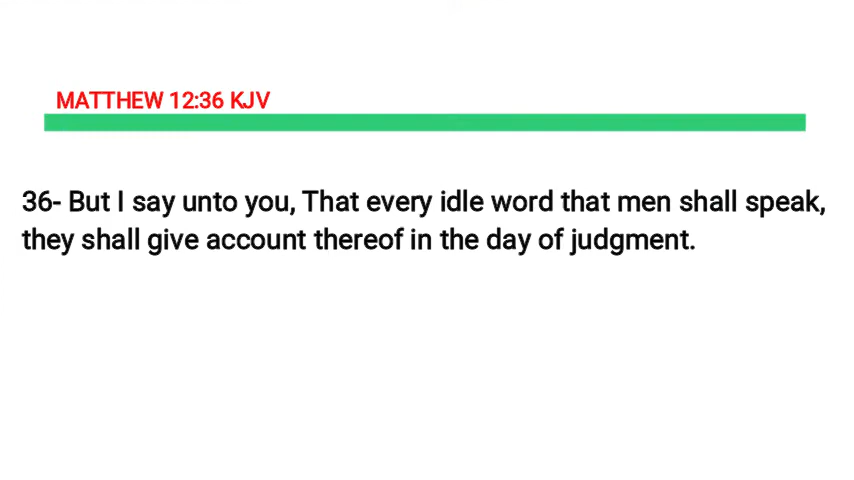 MATTHEW 12:36 KJV
36- But I say unto you, That every idle word that men shall speak,
they shall give account thereof in the day of judgment.